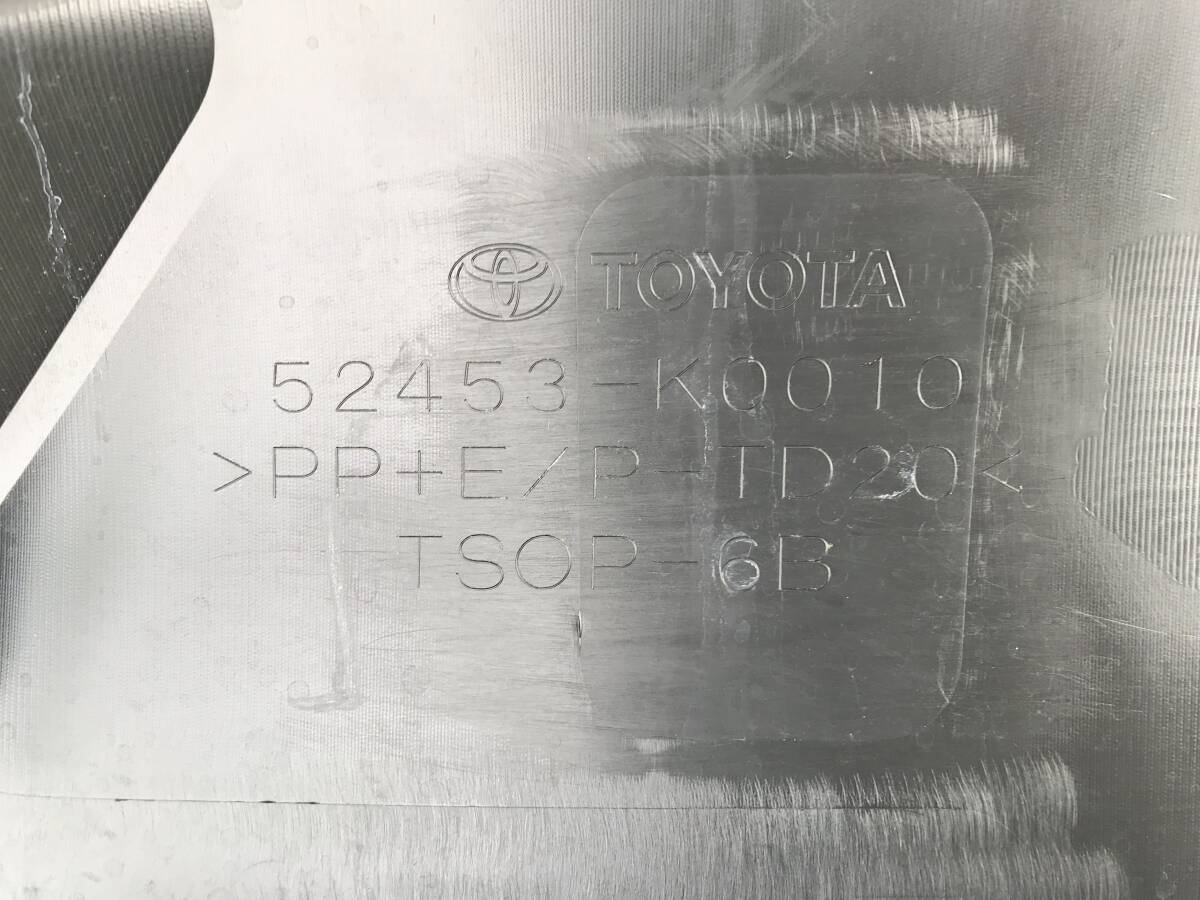 TOYOTA
52453-K0010
>PP+E/P-TD20<
TSOP-6B